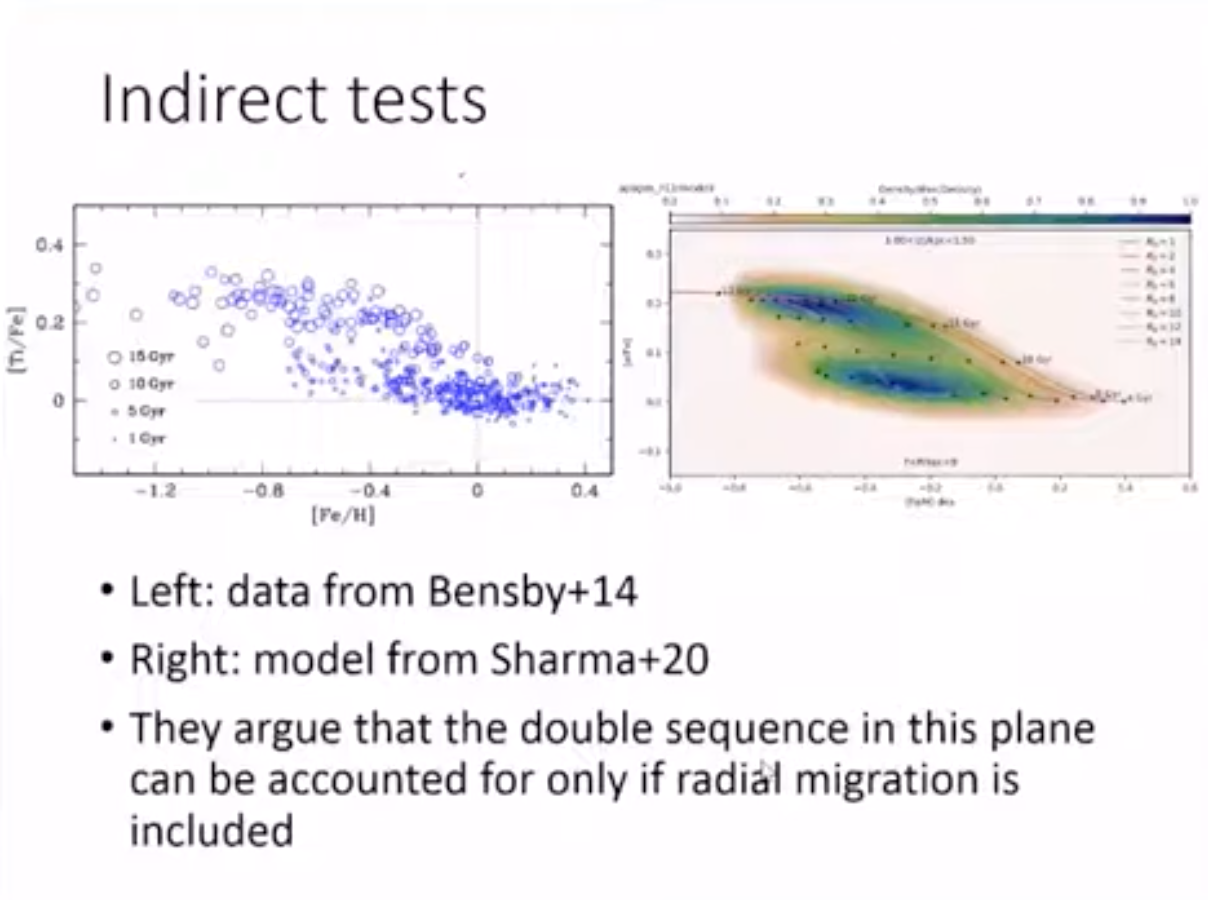 Indirect tests
Density/Max(Density)
0.0 0.1 0.2 0.3 0.4 0.5 0.6 0.7 0.8 0.9 1.0
[Ti/Fe]
0.4
0.2
0
15 Gyr
10 Gyr
5 Gyr
1 Gyr
−1.2 −0.8 −0.4 0 0.4
[Fe/H]
• Left: data from Bensby+14
• Right: model from Sharma+20
• They argue that the double sequence in this plane
can be accounted for only if radial migration is
included